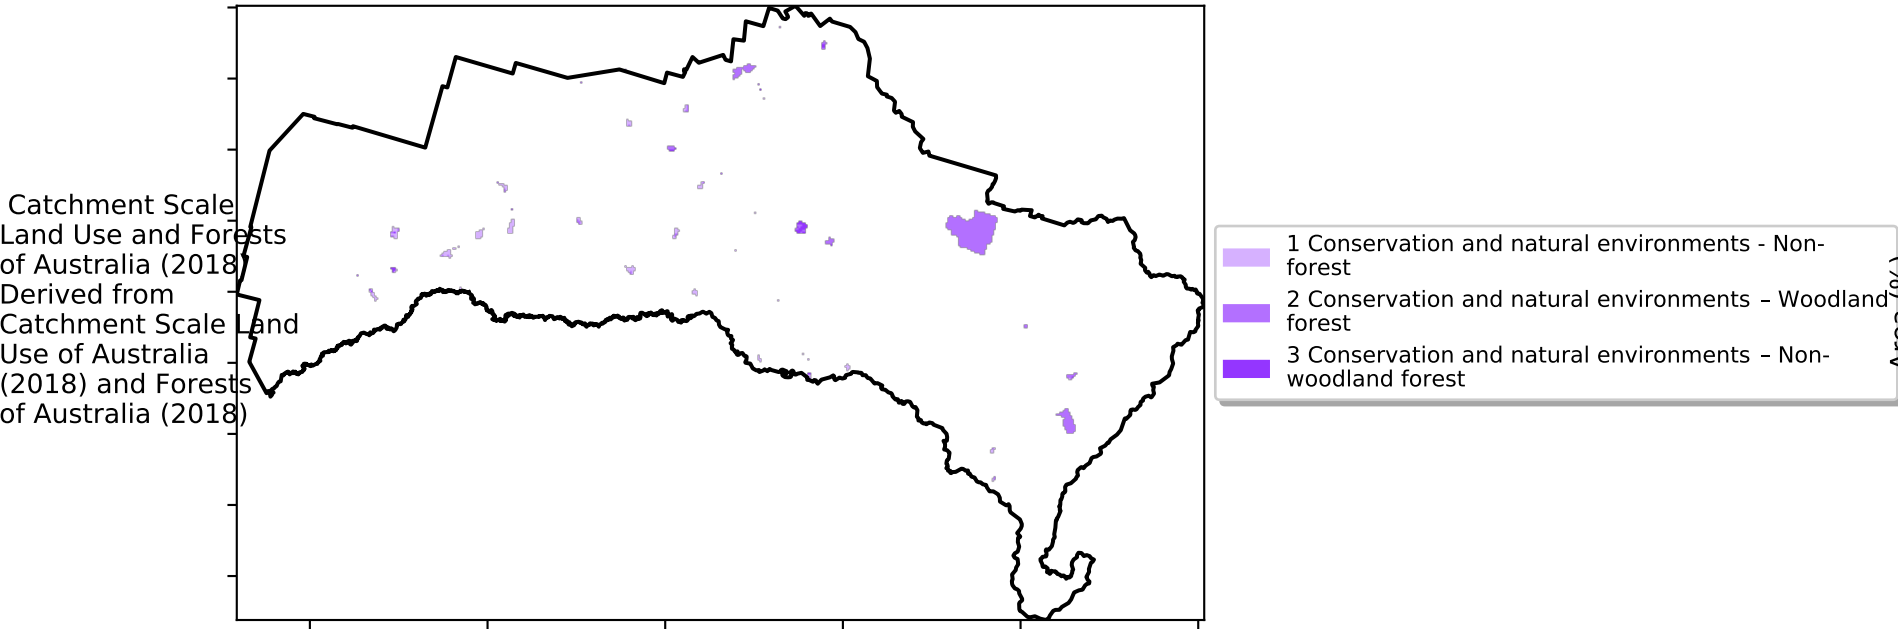 Catchment Scale
Land Use and Forests
of Australia (2018)
Derived from
Catchment Scale Land
Use of Australia
(2018) and Forests
of Australia (2018)
1 Conservation and natural environments - Non-
forest
2 Conservation and natural environments – Woodland
forest
3 Conservation and natural environments – Non-
woodland forest